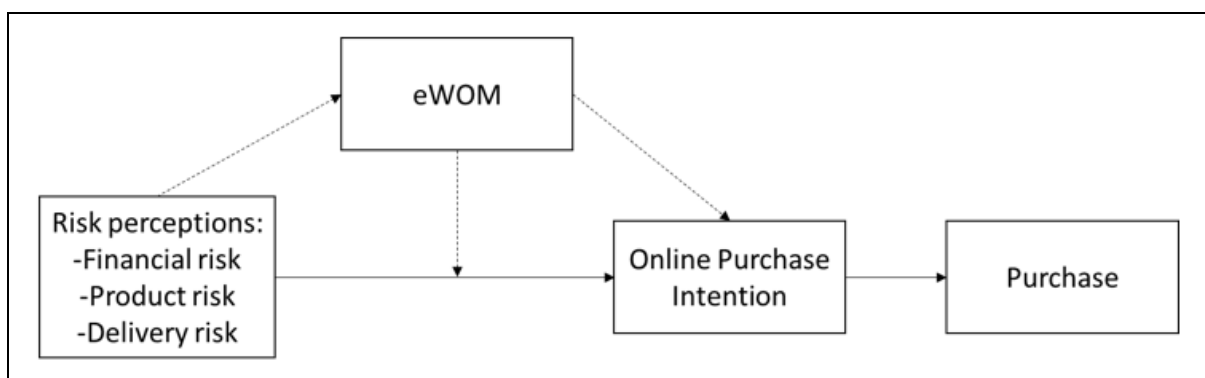 eWOM
Risk perceptions:
-Financial risk
-Product risk
-Delivery risk
Online Purchase
Intention
Purchase